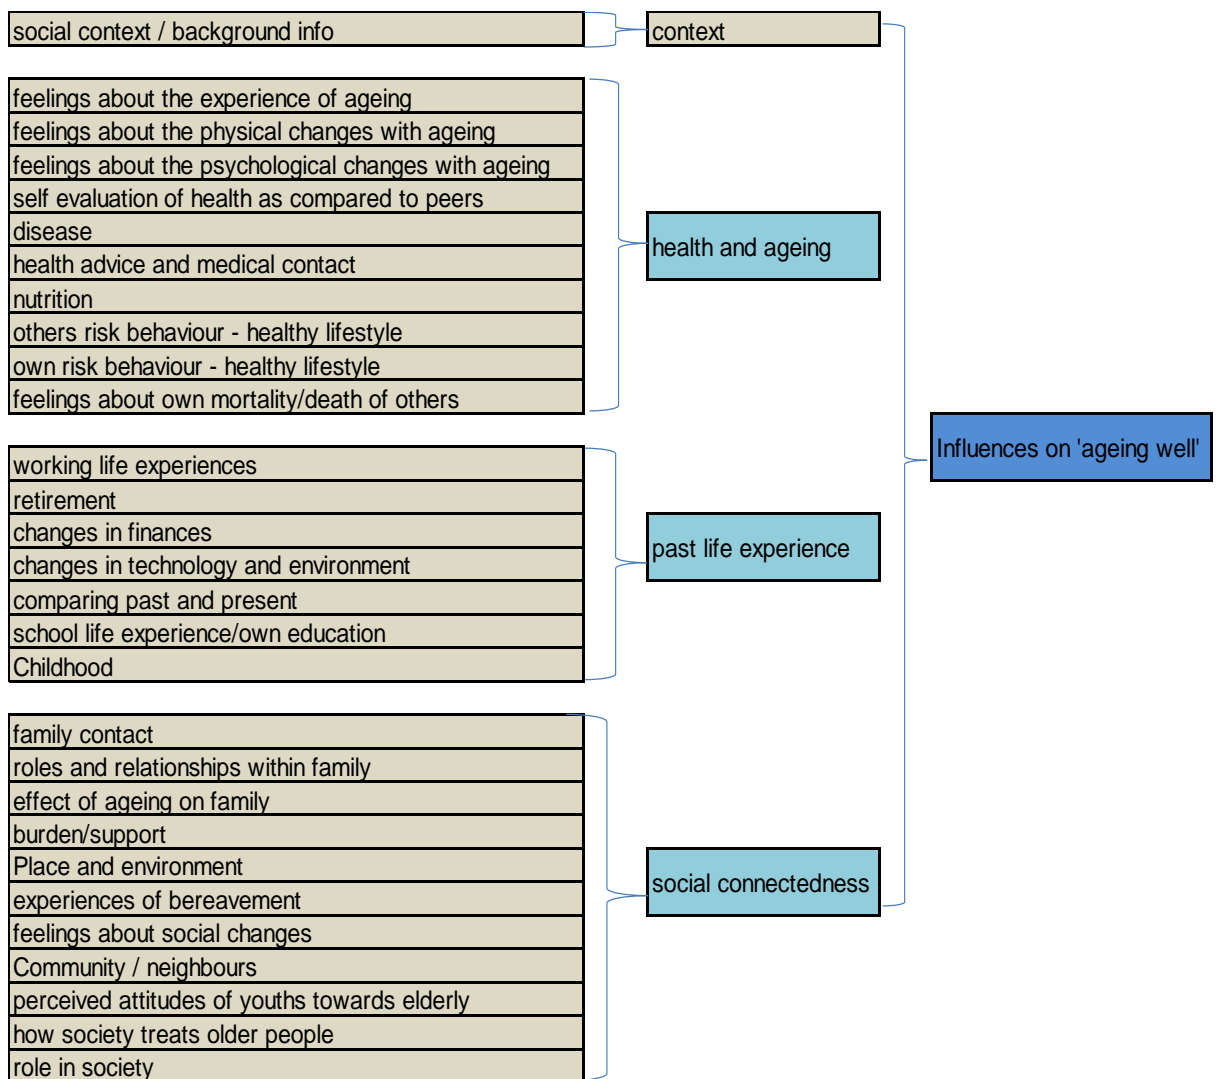 social context / background info
context
feelings about the experience of ageing
feelings about the physical changes with ageing
feelings about the psychological changes with ageing
self evaluation of health as compared to peers
disease
health advice and medical contact
nutrition
others risk behaviour - healthy lifestyle
own risk behaviour - healthy lifestyle
feelings about own mortality/death of others
health and ageing
working life experiences
retirement
changes in finances
changes in technology and environment
comparing past and present
school life experience/own education
Childhood
past life experience
family contact
roles and relationships within family
effect of ageing on family
burden/support
Place and environment
experiences of bereavement
feelings about social changes
Community / neighbours
perceived attitudes of youths towards elderly
how society treats older people
role in society
social connectedness
Influences on 'ageing well'